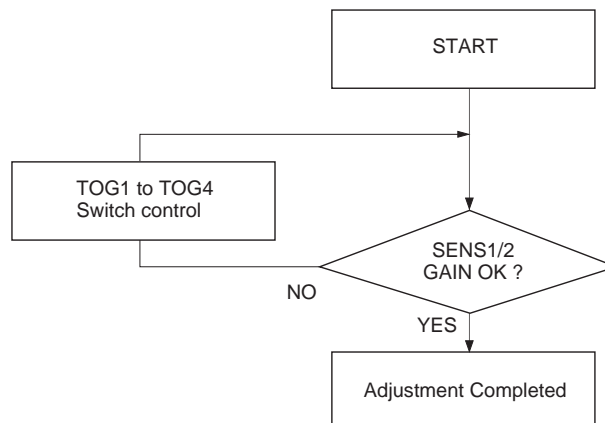 START
TOG1 to TOG4
Switch control
SENS1/2
GAIN OK ?
NO
YES
Adjustment Completed